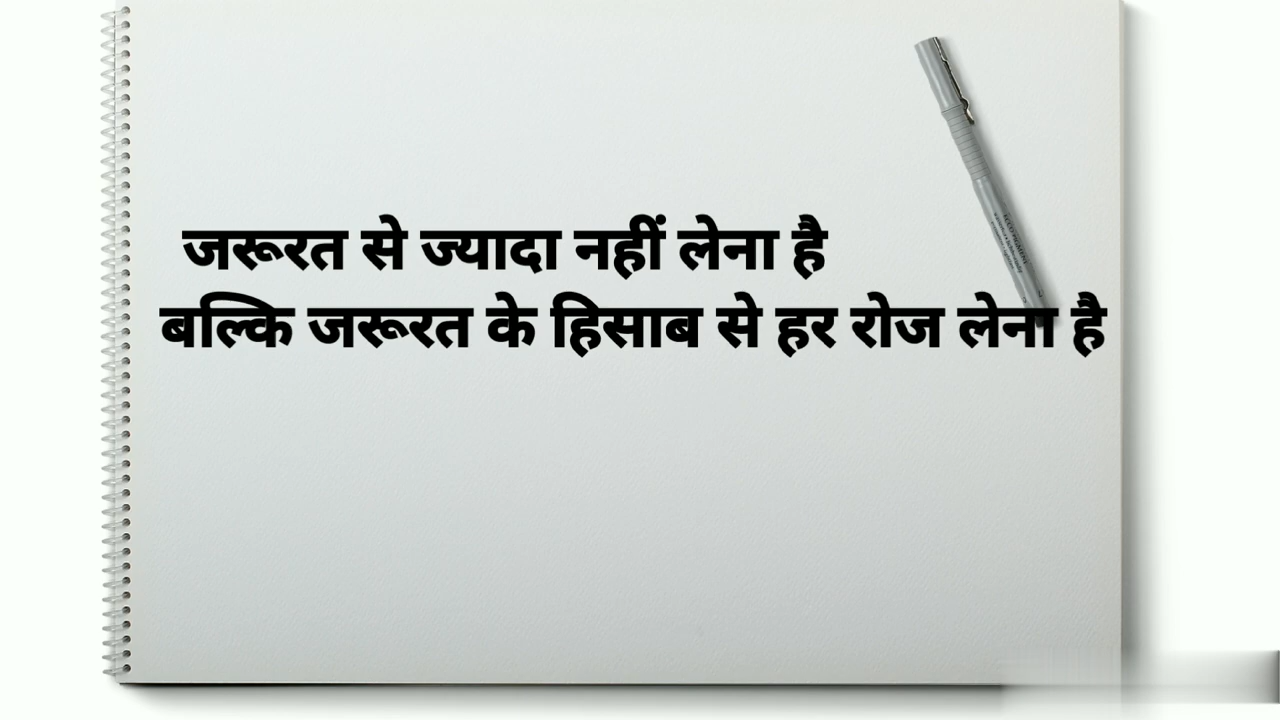 जरूरत से ज्यादा नहीं लेना है
बल्कि जरूरत के हिसाब से हर रोज लेना है